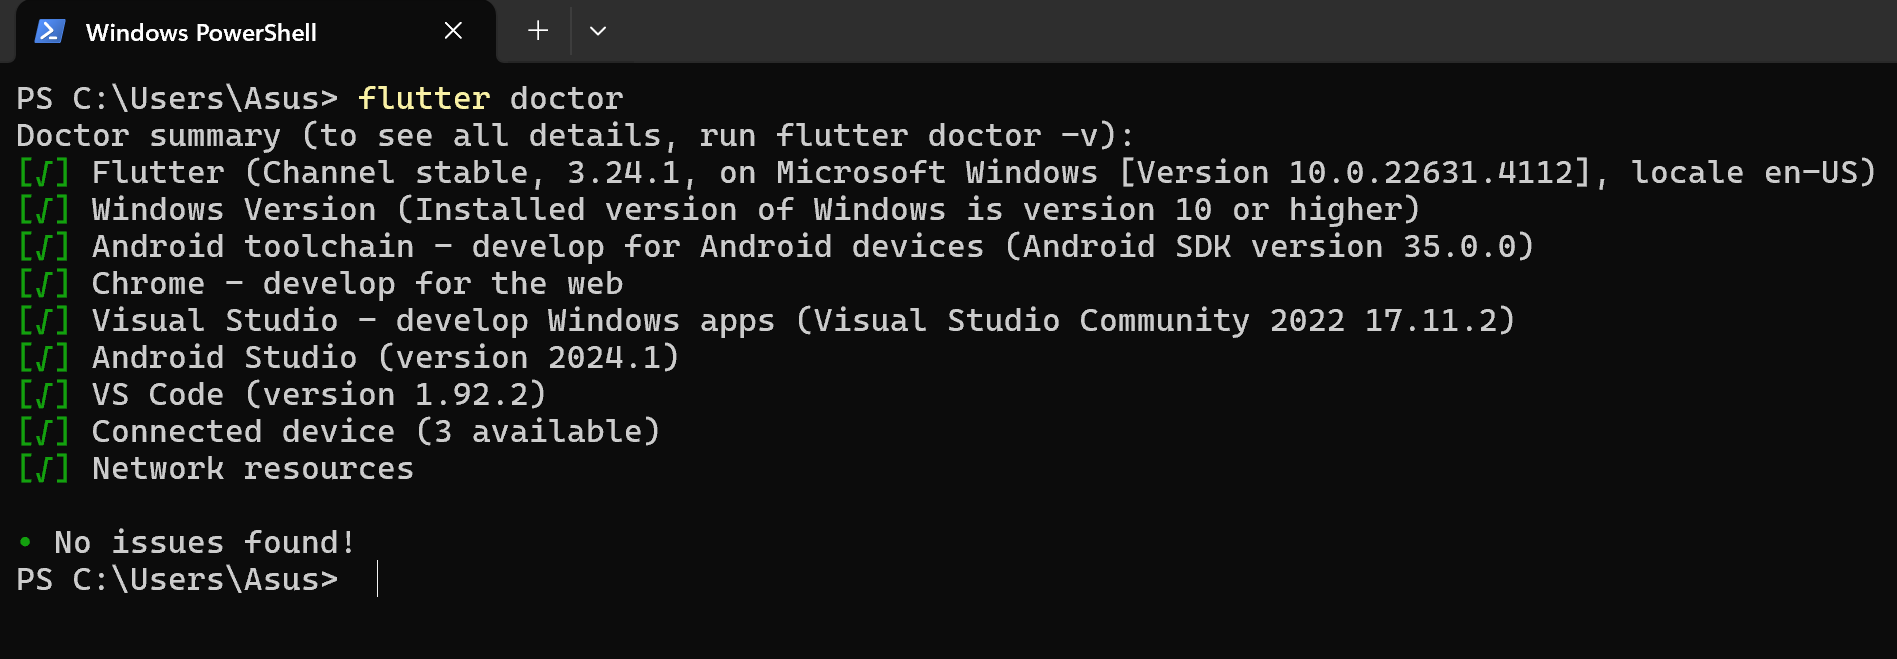 Windows PowerShell
PS C:\Users\Asus> flutter doctor
Doctor summary (to see all details, run flutter doctor -v):
[√] Flutter (Channel stable, 3.24.1, on Microsoft Windows [Version 10.0.22631.4112], locale en-US)
[√] Windows Version (Installed version of Windows is version 10 or higher)
[√] Android toolchain - develop for Android devices (Android SDK version 35.0.0)
[√] Chrome - develop for the web
[√] Visual Studio - develop Windows apps (Visual Studio Community 2022 17.11.2)
[√] Android Studio (version 2024.1)
[√] VS Code (version 1.92.2)
[√] Connected device (3 available)
[√] Network resources
• No issues found!
PS C:\Users\Asus>